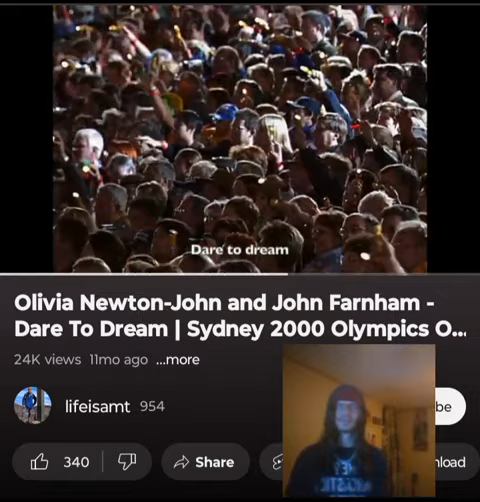 Dare to dream
Olivia Newton-John and John Farnham -
Dare To Dream | Sydney 2000 Olympics O...
24K views 11mo ago ...more
lifeisamt 954
be
340
Share
nload